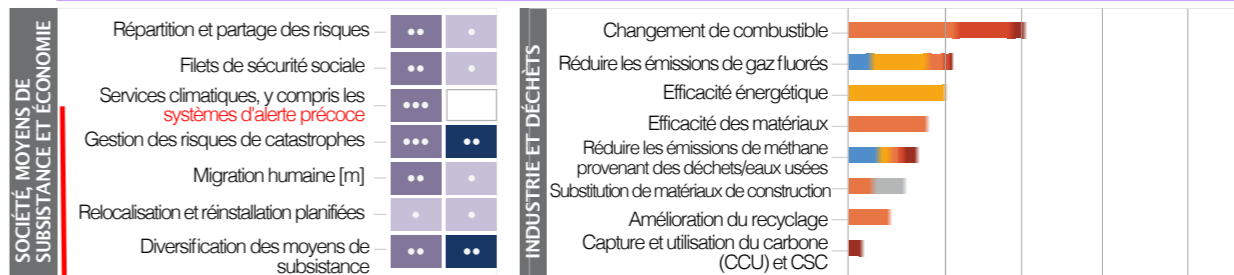 SOCIÉTÉ, MOYENS DE
SUBSISTANCE ET ÉCONOMIE
Répartition et partage des risques
Filets de sécurité sociale
Services climatiques, y compris les
systèmes d'alerte précoce
Gestion des risques de catastrophes
Migration humaine [m]
Relocalisation et réinstallation planifiées
Diversification des moyens de
subsistance
INDUSTRIE ET DÉCHÈTS
Changement de combustible
Réduire les émissions de gaz fluorés
Efficacité énergétique
Efficacité des matériaux
Réduire les émissions de méthane
provenant des déchets/eaux usées
Substitution de matériaux de construction
Amélioration du recyclage
Capture et utilisation du carbone
(CCU) et CSC